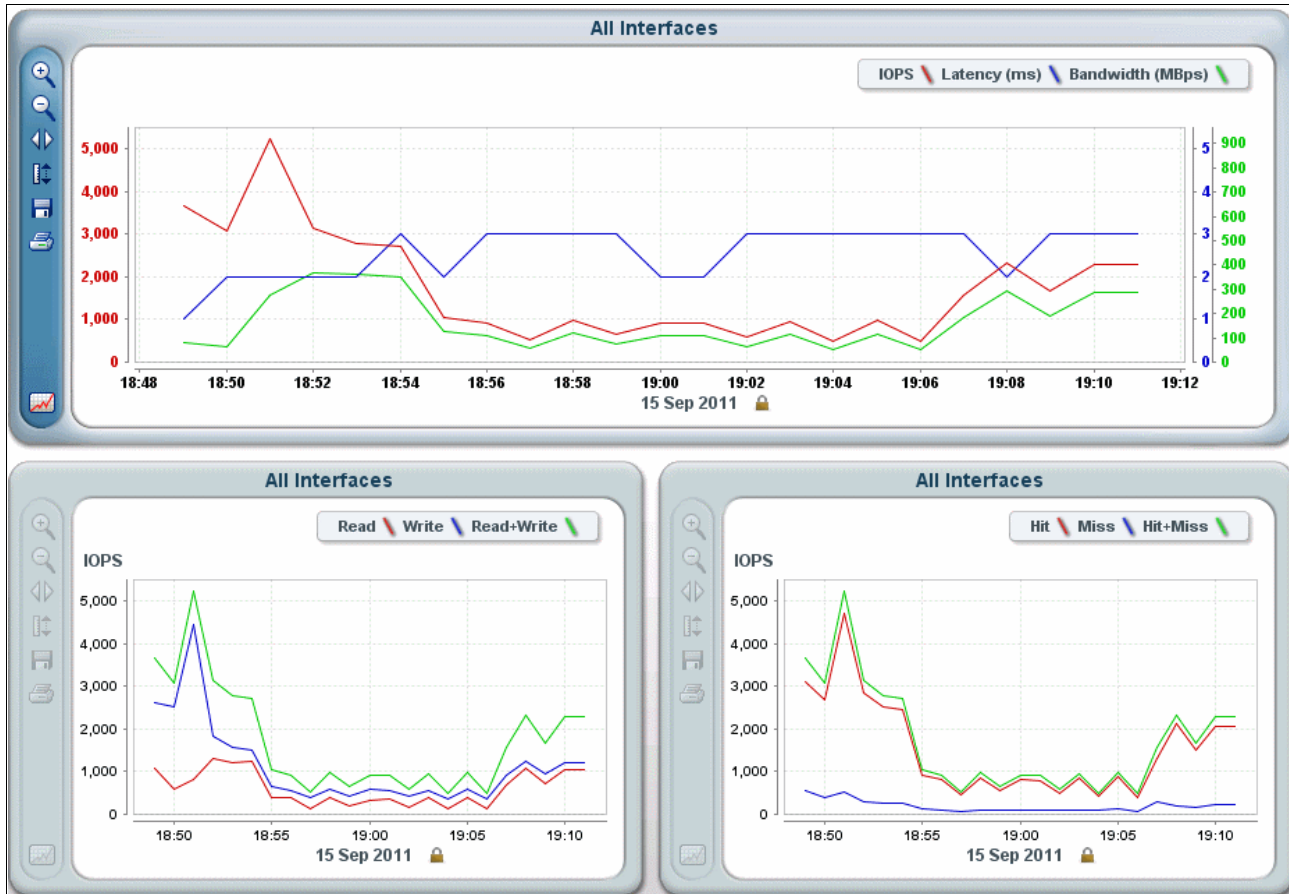 All Interfaces
IOPS Latency (ms) Bandwidth (MBps)
5,000 5 900
800
4,000 4 700
600
3,000 3 500
400
2,000 2 300
1,000 1 200
100
0 0 0
18:48 18:50 18:52 18:54 18:56 18:58 19:00 19:02 19:04 19:06 19:08 19:10 19:12
15 Sep 2011
All Interfaces
Read Write Read+Write
IOPS
5,000
4,000
3,000
2,000
1,000
0
18:50 18:55 19:00 19:05 19:10
15 Sep 2011
All Interfaces
Hit Miss Hit+Miss
IOPS
5,000
4,000
3,000
2,000
1,000
0
18:50 18:55 19:00 19:05 19:10
15 Sep 2011